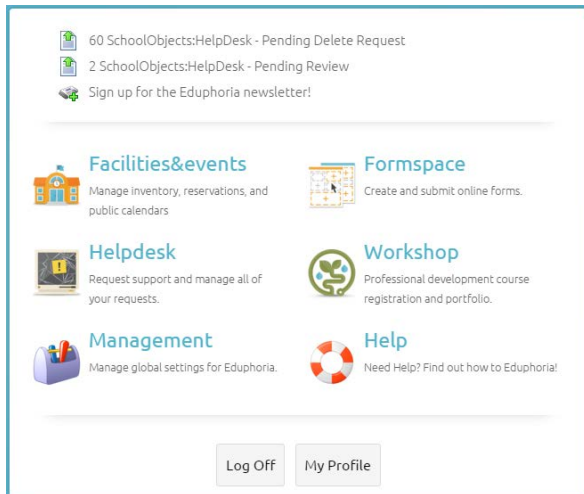 60 SchoolObjects:HelpDesk - Pending Delete Request
2 SchoolObjects:HelpDesk - Pending Review
Sign up for the Eduphoria newsletter!
Facilities&events
Manage inventory, reservations, and
public calendars
Formspace
Create and submit online forms.
Helpdesk
Request support and manage all of
your requests.
Workshop
Professional development course
registration and portfolio.
Management
Manage global settings for Eduphoria.
Help
Need Help? Find out how to Eduphoria!
Log Off
My Profile